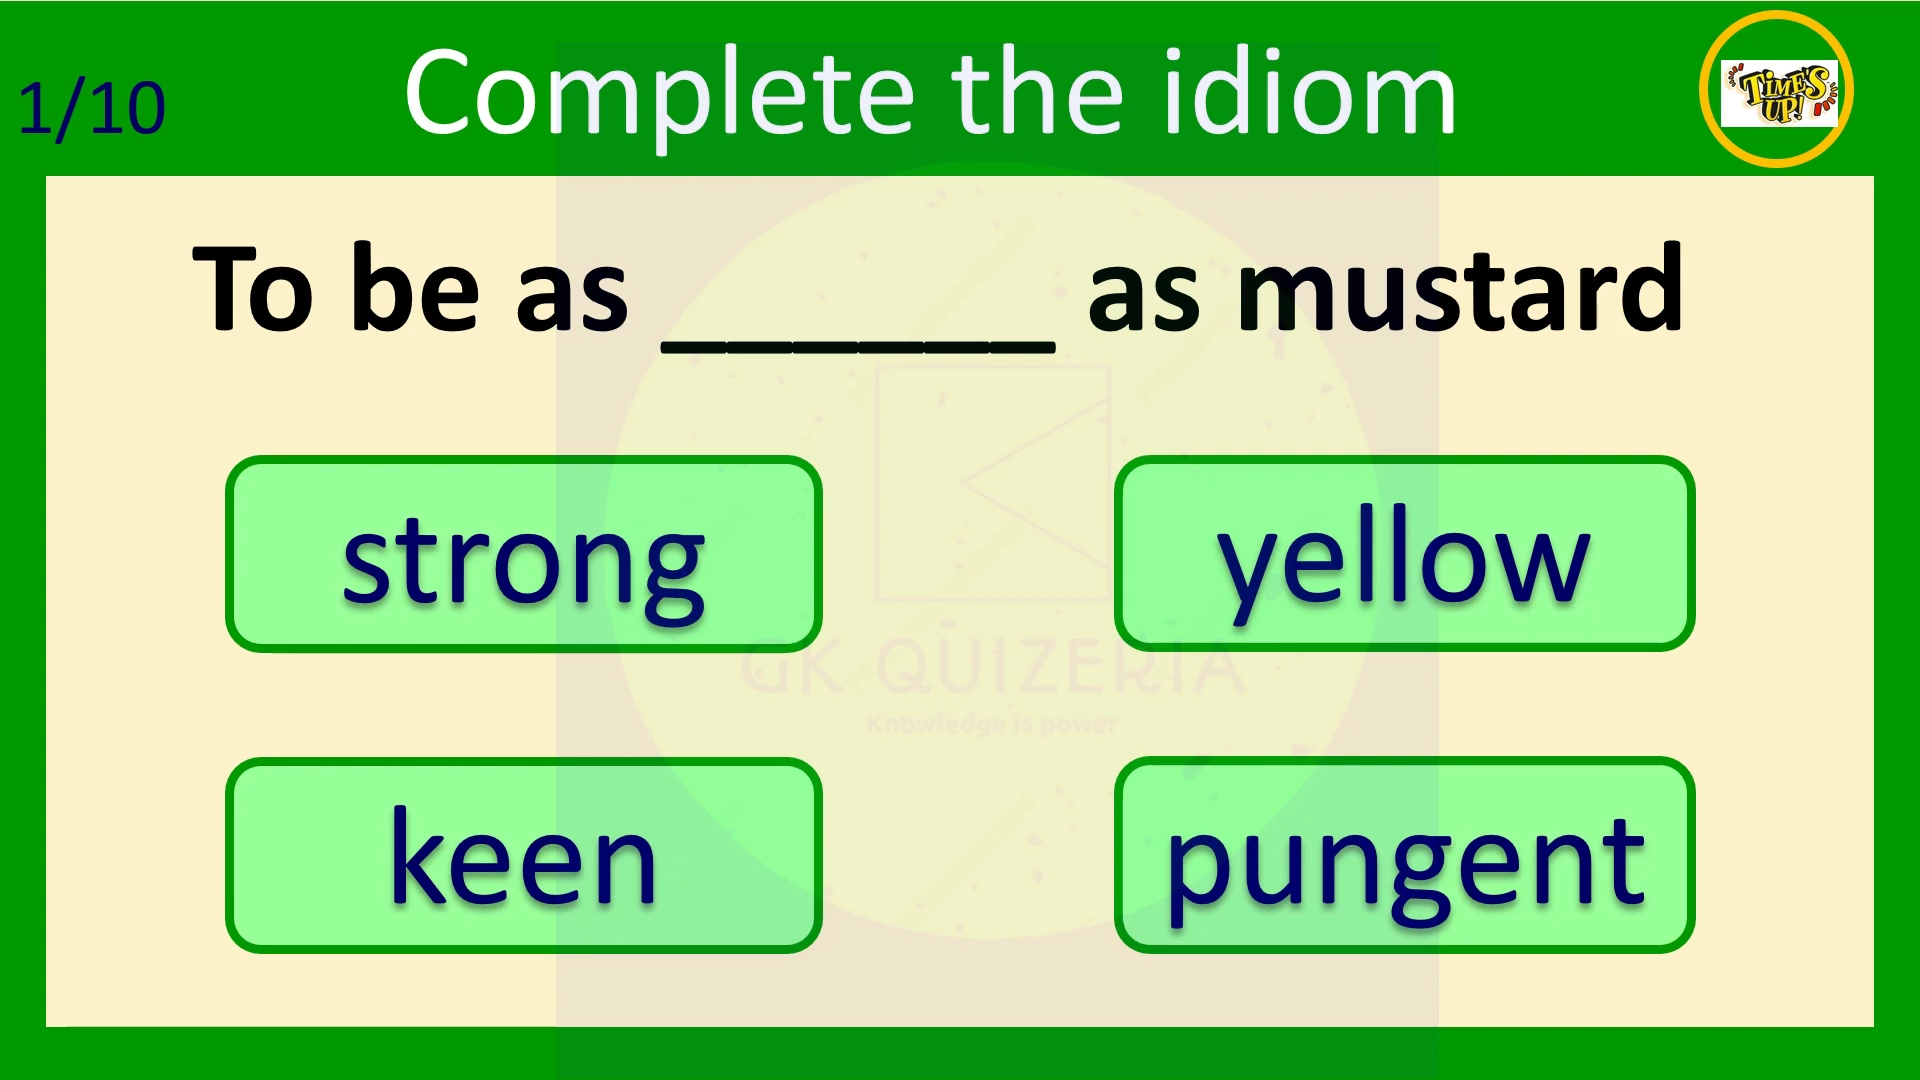 Complete the idiom
1/10
TIME'S
UP!
To be as ______ as mustard
strong
yellow
keen
pungent
GK QUIZERIA
Knowledge is power